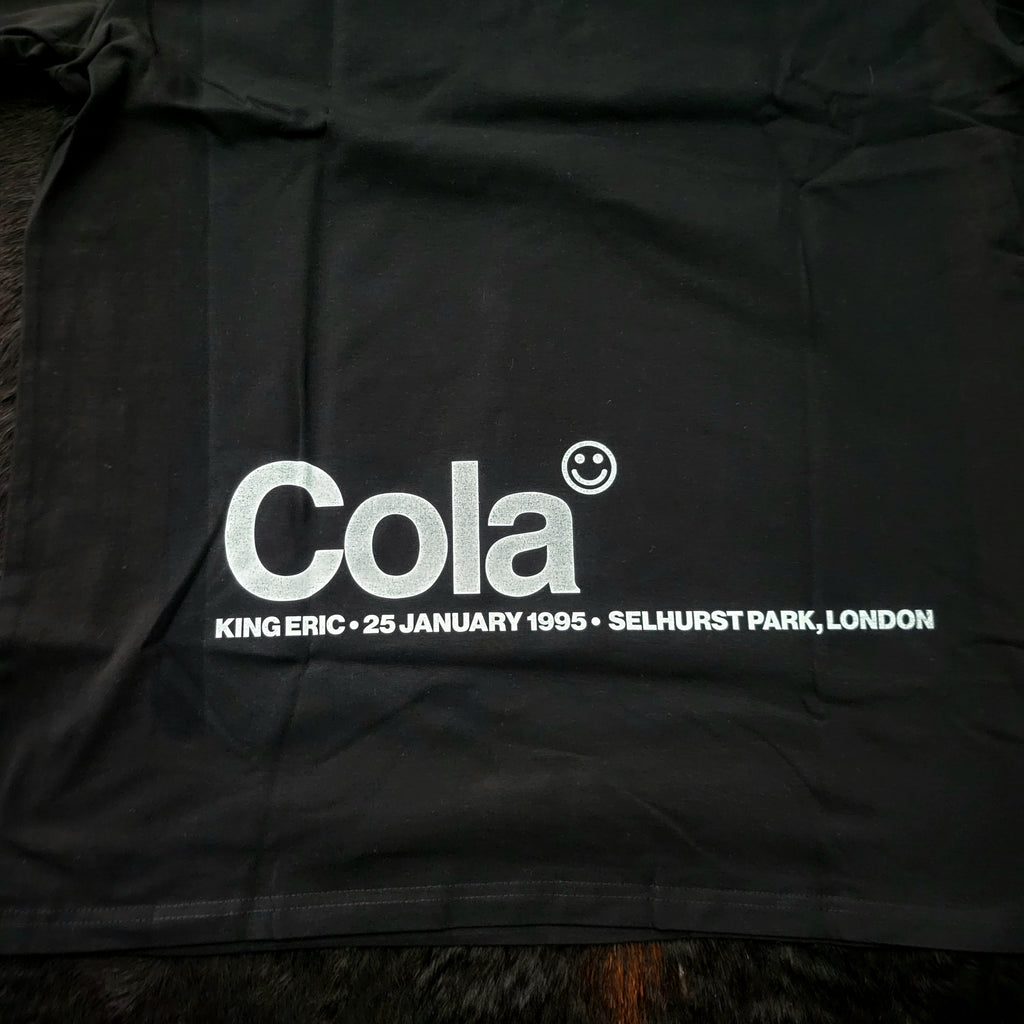 Cola
KING ERIC • 25 JANUARY 1995 • SELHURST PARK, LONDON